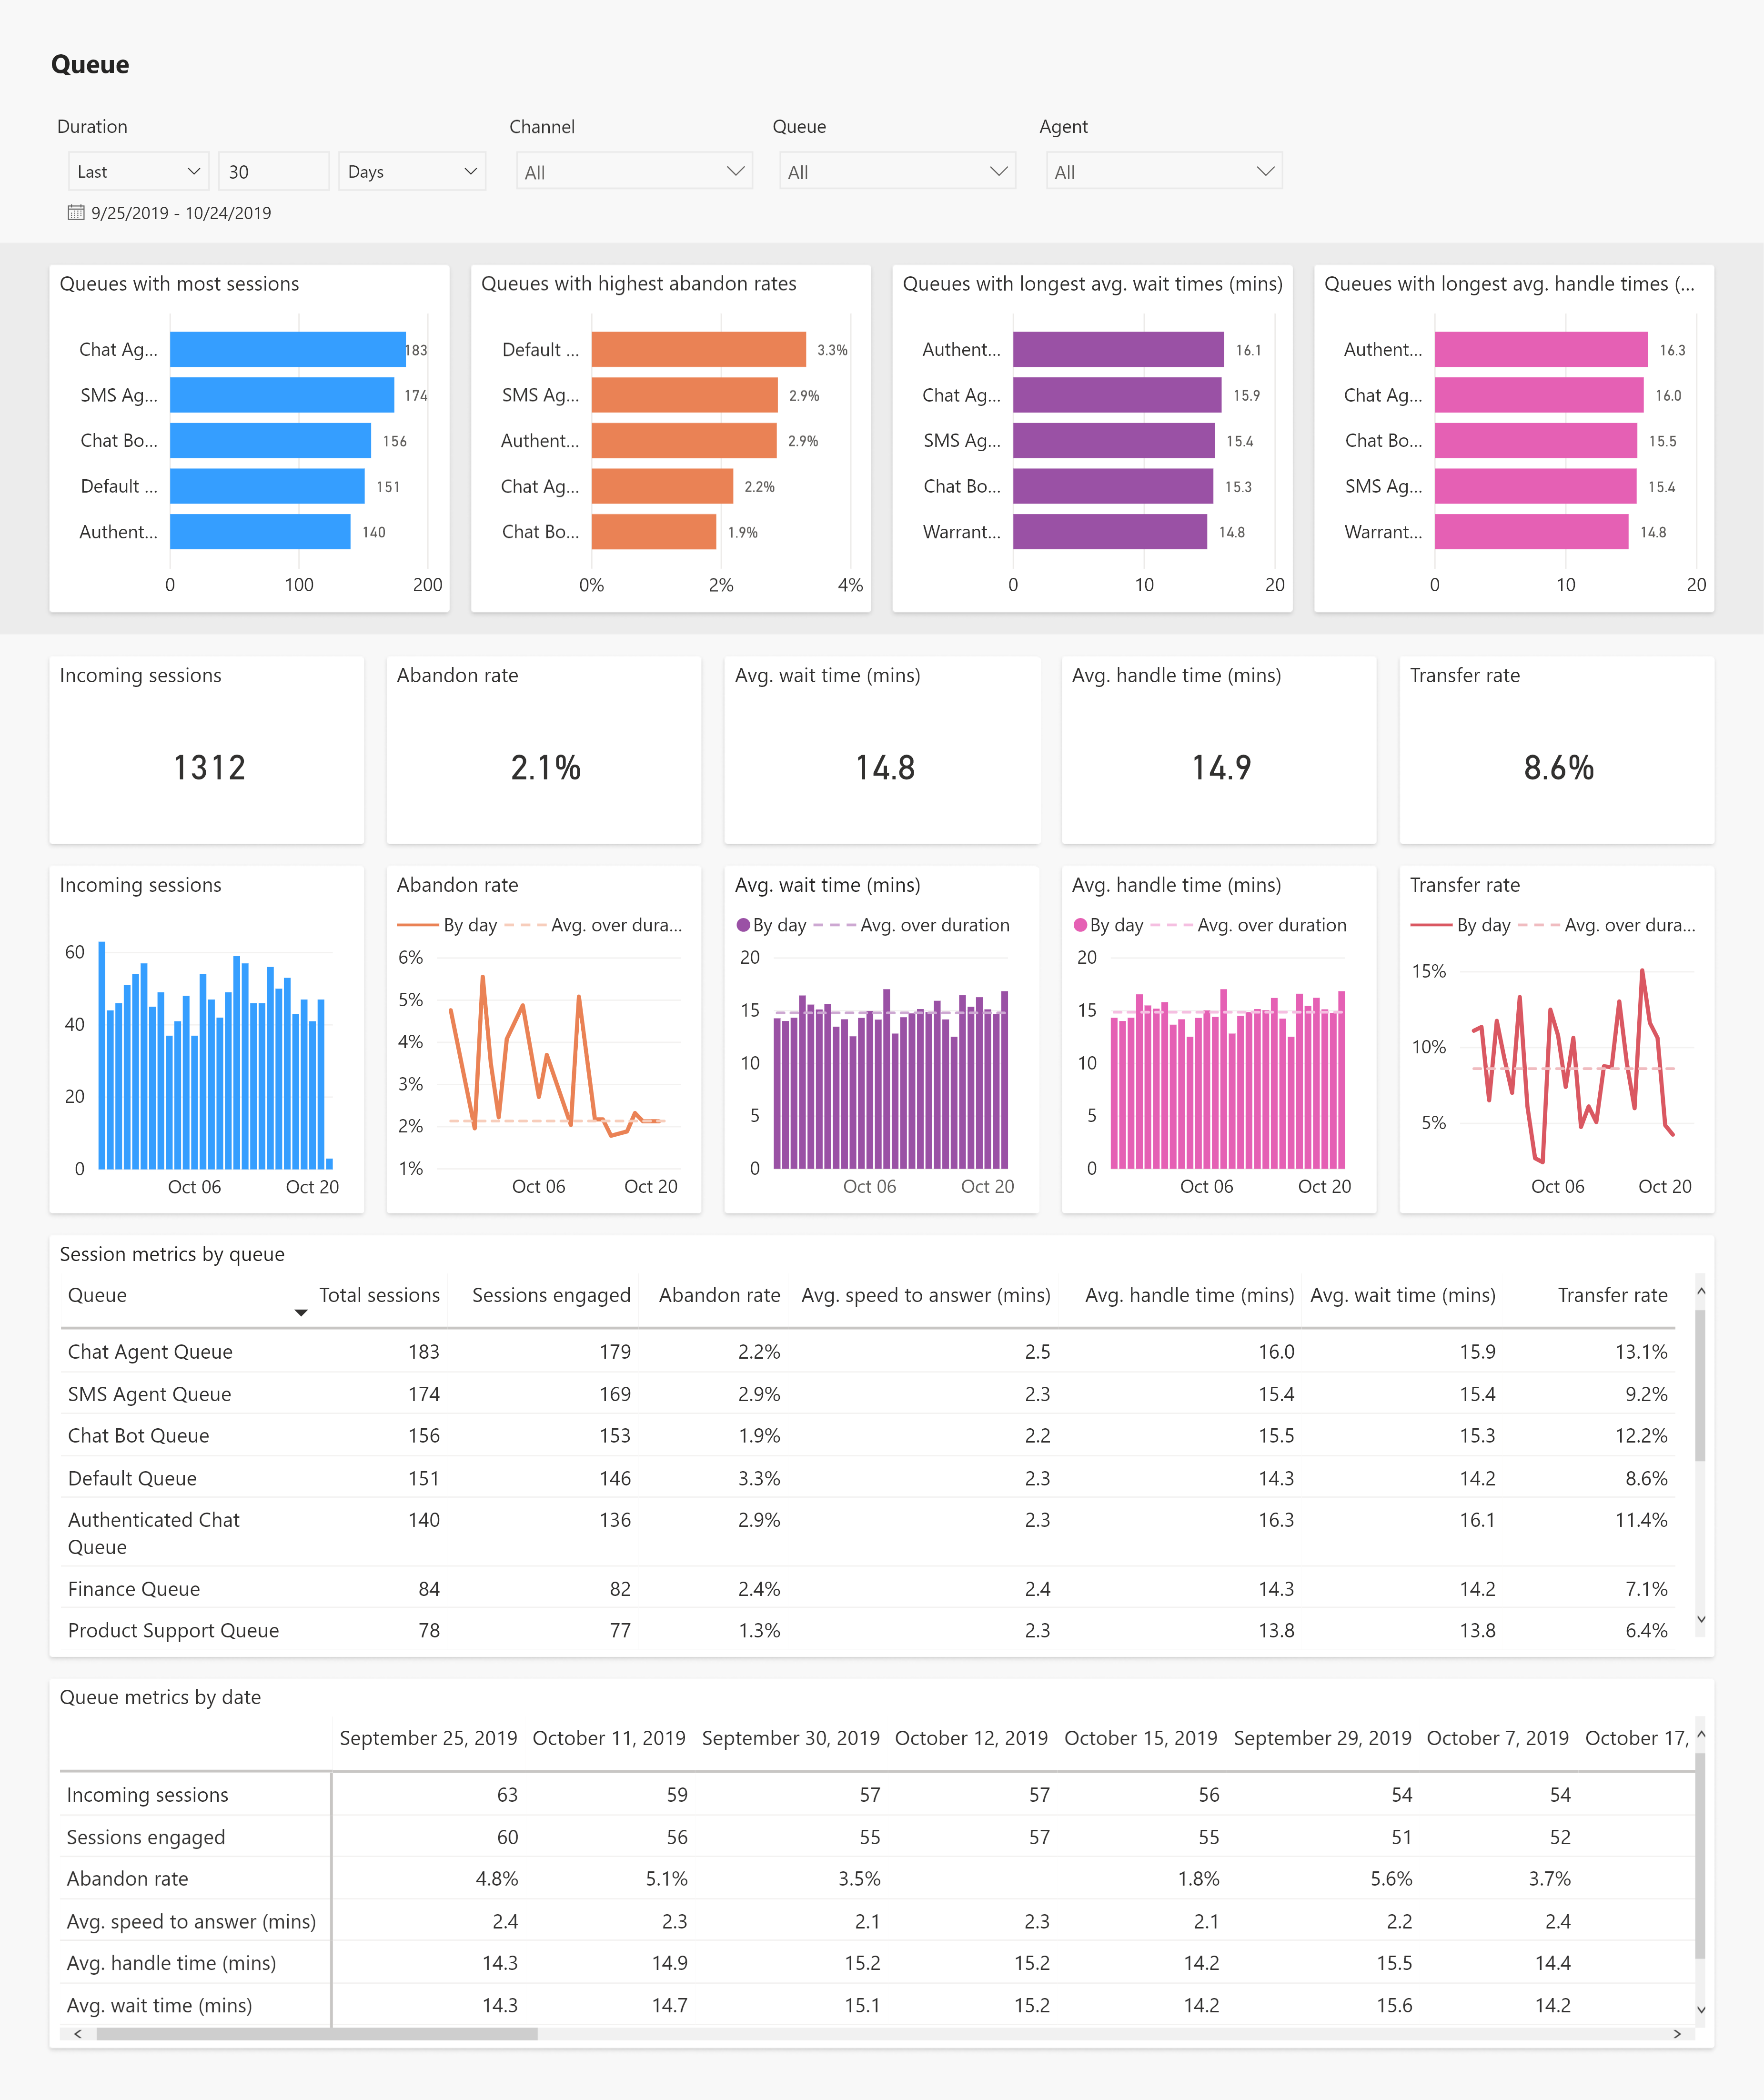 Queue
Duration Channel Queue Agent
Last 30 Days All All All
9/25/2019 - 10/24/2019
Queues with most sessions
Chat Ag... 183
SMS Ag... 174
Chat Bo... 156
Default ... 151
Authent... 140
0 100 200
Queues with highest abandon rates
Default ... 3.3%
SMS Ag... 2.9%
Authent... 2.9%
Chat Ag... 2.2%
Chat Bo... 1.9%
0% 2% 4%
Queues with longest avg. wait times (mins)
Authent... 16.1
Chat Ag... 15.9
SMS Ag... 15.4
Chat Bo... 15.3
Warrant... 14.8
0 10 20
Queues with longest avg. handle times (...
Authent... 16.3
Chat Ag... 16.0
Chat Bo... 15.5
SMS Ag... 15.4
Warrant... 14.8
0 10 20
Incoming sessions
1312
Abandon rate
2.1%
Avg. wait time (mins)
14.8
Avg. handle time (mins)
14.9
Transfer rate
8.6%
Incoming sessions
60
40
20
0
Oct 06 Oct 20
Abandon rate
By day Avg. over dura...
6%
5%
4%
3%
2%
1%
Oct 06 Oct 20
Avg. wait time (mins)
By day Avg. over duration
20
15
10
5
0
Oct 06 Oct 20
Avg. handle time (mins)
By day Avg. over duration
20
15
10
5
0
Oct 06 Oct 20
Transfer rate
By day Avg. over dura...
15%
10%
5%
Oct 06 Oct 20
Session metrics by queue
Queue Total sessions Sessions engaged Abandon rate Avg. speed to answer (mins) Avg. handle time (mins) Avg. wait time (mins) Transfer rate
Chat Agent Queue 183 179 2.2% 2.5 16.0 15.9 13.1%
SMS Agent Queue 174 169 2.9% 2.3 15.4 15.4 9.2%
Chat Bot Queue 156 153 1.9% 2.2 15.5 15.3 12.2%
Default Queue 151 146 3.3% 2.3 14.3 14.2 8.6%
Authenticated Chat 140 136 2.9% 2.3 16.3 16.1 11.4%
Queue
Finance Queue 84 82 2.4% 2.4 14.3 14.2 7.1%
Product Support Queue 78 77 1.3% 2.3 13.8 13.8 6.4%
Queue metrics by date
September 25, 2019 October 11, 2019 September 30, 2019 October 12, 2019 October 15, 2019 September 29, 2019 October 7, 2019 October 17,
Incoming sessions 63 59 57 57 56 54 54
Sessions engaged 60 56 55 57 55 51 52
Abandon rate 4.8% 5.1% 3.5% 1.8% 5.6% 3.7%
Avg. speed to answer (mins) 2.4 2.3 2.1 2.3 2.1 2.2 2.4
Avg. handle time (mins) 14.3 14.9 15.2 15.2 14.2 15.5 14.4
Avg. wait time (mins) 14.3 14.7 15.1 15.2 14.2 15.6 14.2